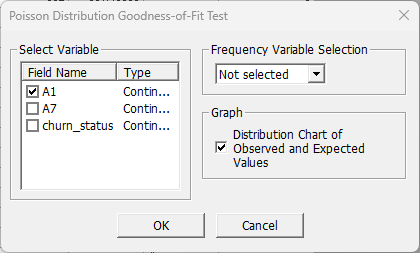 Poisson Distribution Goodness-of-Fit Test
Select Variable
Field Name Type
A1 Contin...
A7 Contin...
churn_status Contin...
Frequency Variable Selection
Not selected
Graph
Distribution Chart of
Observed and Expected
Values
OK Cancel